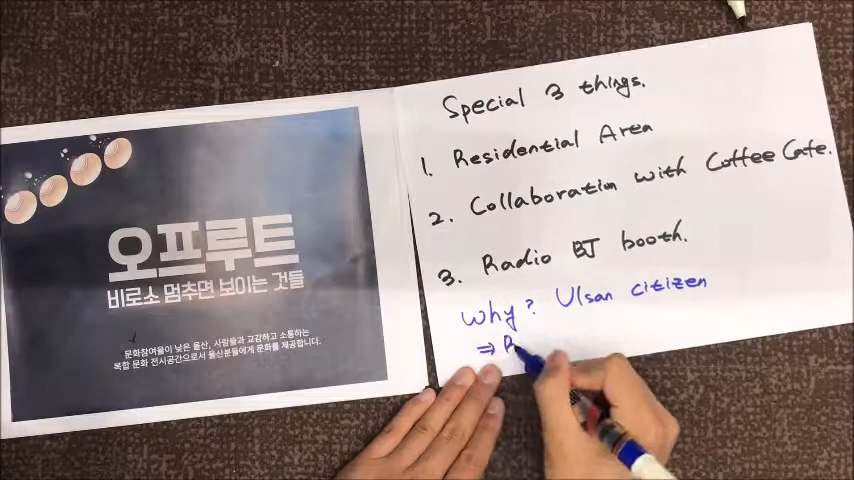 오프루트
비로소 멈추면 보이는 것들
문화참여율이 낮은 울산, 사람들과 교감하고 소통하는
복합 문화 전시공간으로서 울산분들에게 문화를 제공합니다.
Special 3 things.
1. Residential Area
2. Collaboration with Coffee Cafe.
3. Radio BJ booth.
Why? Ulsan citizen
⇒ P